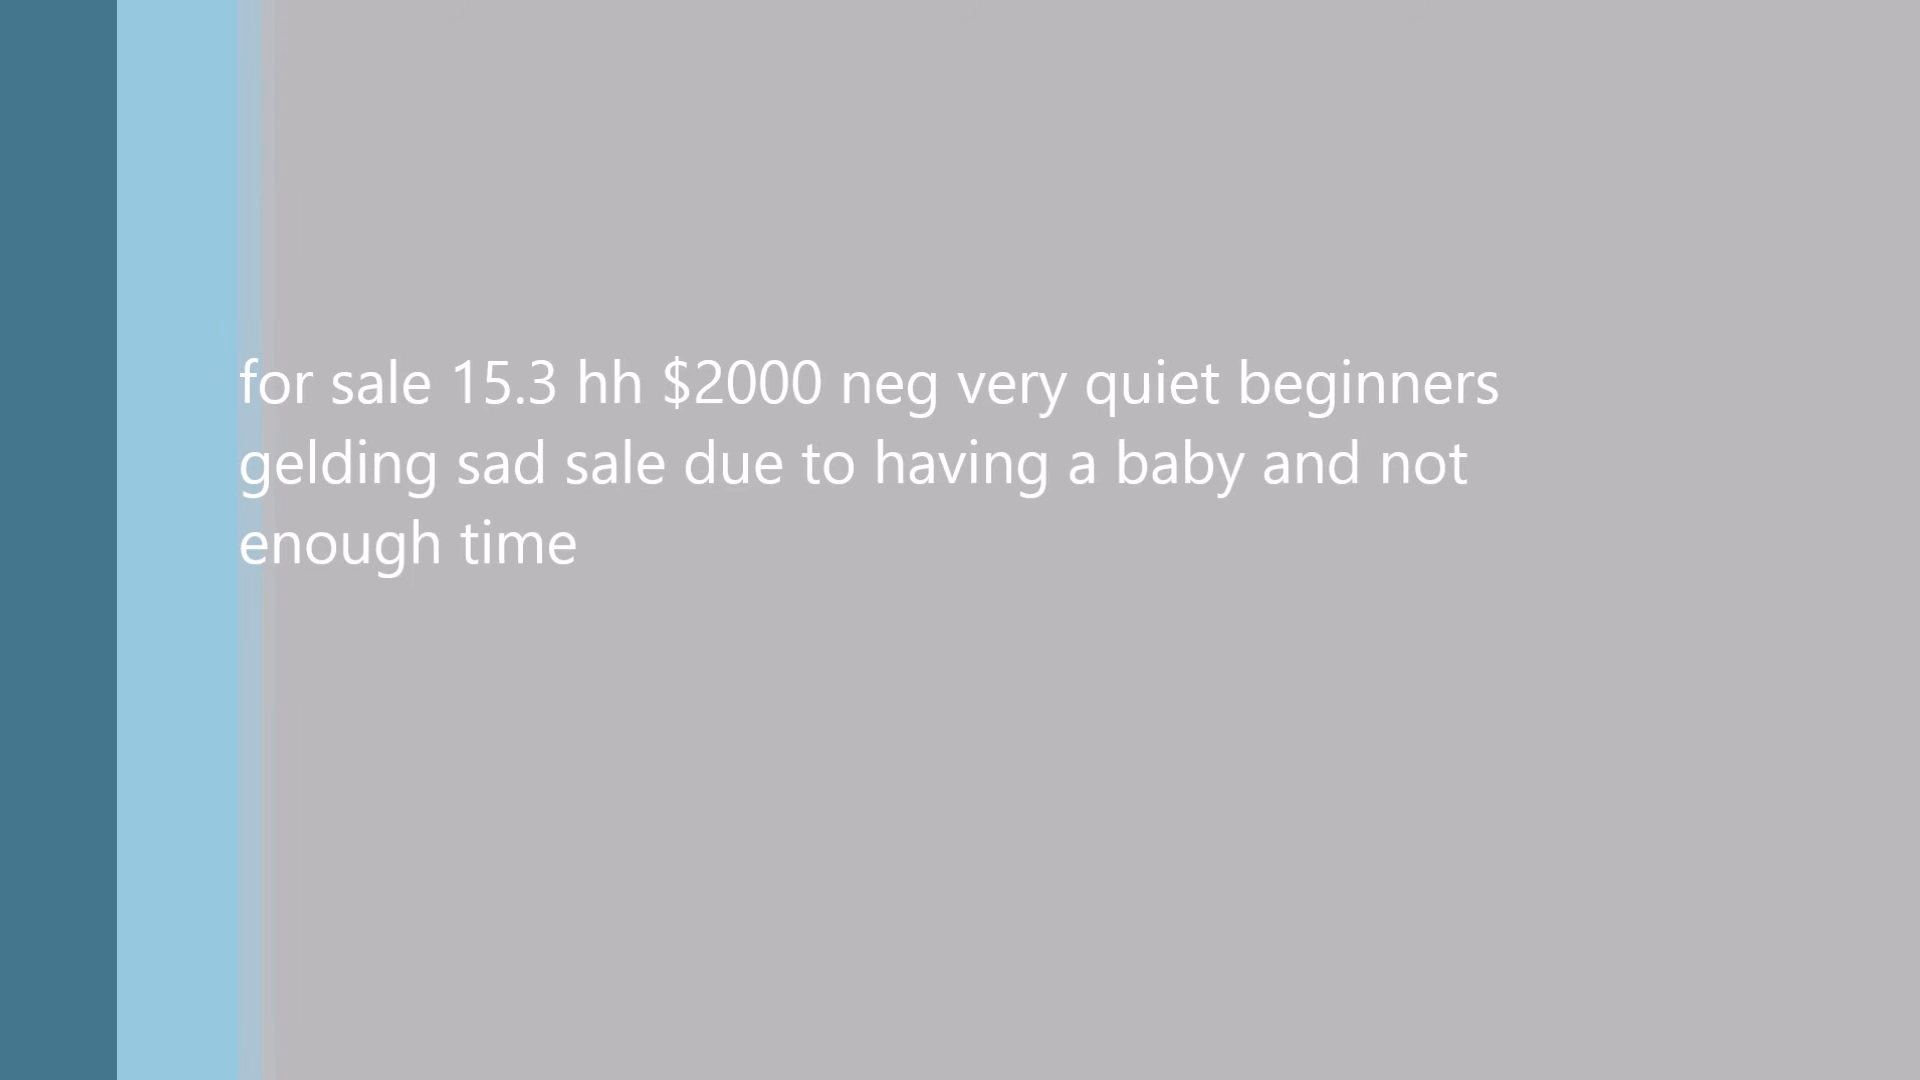 for sale 15.3 hh $2000 neg very quiet beginners
gelding sad sale due to having a baby and not
enough time